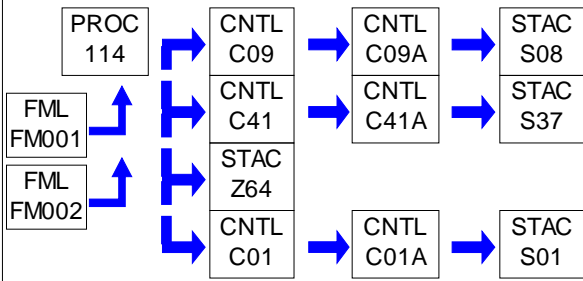 PROC
114
CNTL
C09
CNTL
C09A
STAC
S08
FML
FM001
CNTL
C41
CNTL
C41A
STAC
S37
FML
FM002
STAC
Z64
CNTL
C01
CNTL
C01A
STAC
S01